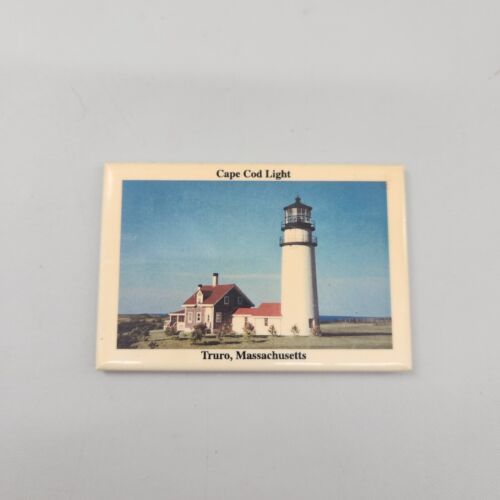 Cape Cod Light
Truro, Massachusetts